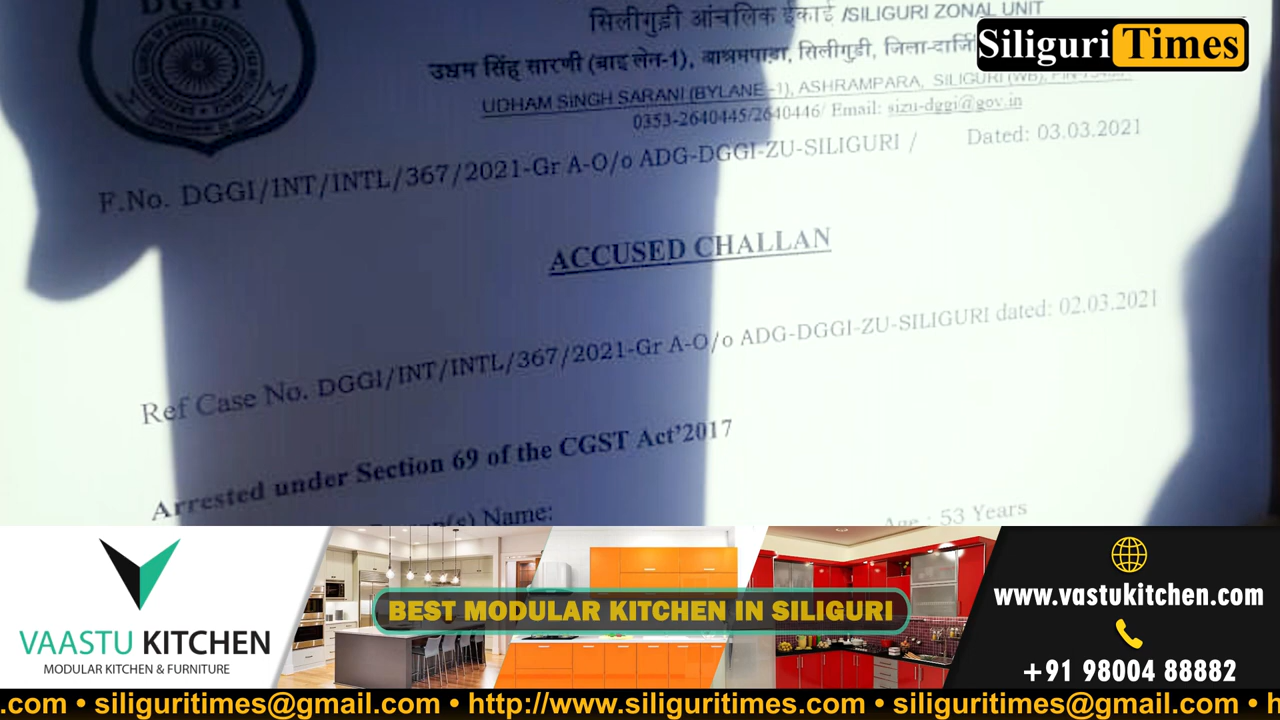 DGGI
सिलीगुड़ी आंचलिक ईकाई /SILIGURI ZONAL UNIT
Siliguri Times
उधम सिंह सारणी (बाइ लेन-1), आश्रमपाड़ा, सिलीगुड़ी,
UDHAM SINGH SARANI (BYLANE -1), ASHRAMPARA, SILIGURI (WB),
0353-2640445/2640446/ Email: sizu-dggi@gov.in
F.No. DGGI/INT/INTL/367/2021-Gr A-O/o ADG-DGGI-ZU-SILIGURI / Dated: 03.03.2021
ACCUSED CHALLAN
Ref Case No. DGGI/INT/INTL/367/2021-Gr A-O/o ADG-DGGI-ZU-SILIGURI dated: 02.03.2021
Arrested under Section 69 of the CGST Act'2017
Name: Age : 53 Years
VAASTU KITCHEN
MODULAR KITCHEN & FURNITURE
BEST MODULAR KITCHEN IN SILIGURI
www.vastukitchen.com
+91 98004 88882
.com • siliguritimes@gmail.com • http://www.siliguritimes.com • siliguritimes@gmail.com •